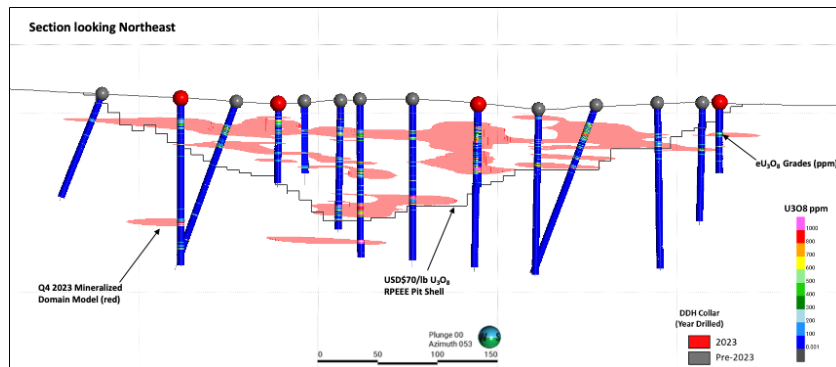 Section looking Northeast
eU₃O₈ Grades (ppm)
U3O8 ppm
1000
900
800
700
600
500
400
300
200
100
0.001
Q4 2023 Mineralized
Domain Model (red)
USD$70/lb U₃O₈
RPEEE Pit Shell
DDH Collar
(Year Drilled)
2023
Pre-2023
Plunge 00
Azimuth 053
0 50 100 150